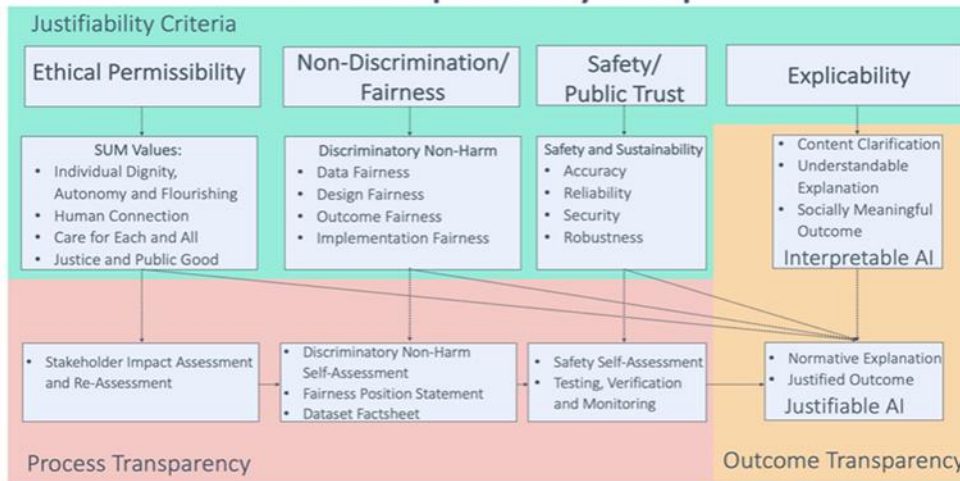 Justifiability Criteria
Ethical Permissibility
Non-Discrimination/
Fairness
Safety/
Public Trust
Explicability
SUM Values:
• Individual Dignity,
Autonomy and Flourishing
• Human Connection
• Care for Each and All
• Justice and Public Good
Discriminatory Non-Harm
• Data Fairness
• Design Fairness
• Outcome Fairness
• Implementation Fairness
Safety and Sustainability
• Accuracy
• Reliability
• Security
• Robustness
• Content Clarification
• Understandable
Explanation
• Socially Meaningful
Outcome
Interpretable AI
• Stakeholder Impact Assessment
and Re-Assessment
• Discriminatory Non-Harm
Self-Assessment
• Fairness Position Statement
• Dataset Factsheet
• Safety Self-Assessment
• Testing, Verification
and Monitoring
• Normative Explanation
• Justified Outcome
Justifiable AI
Process Transparency
Outcome Transparency